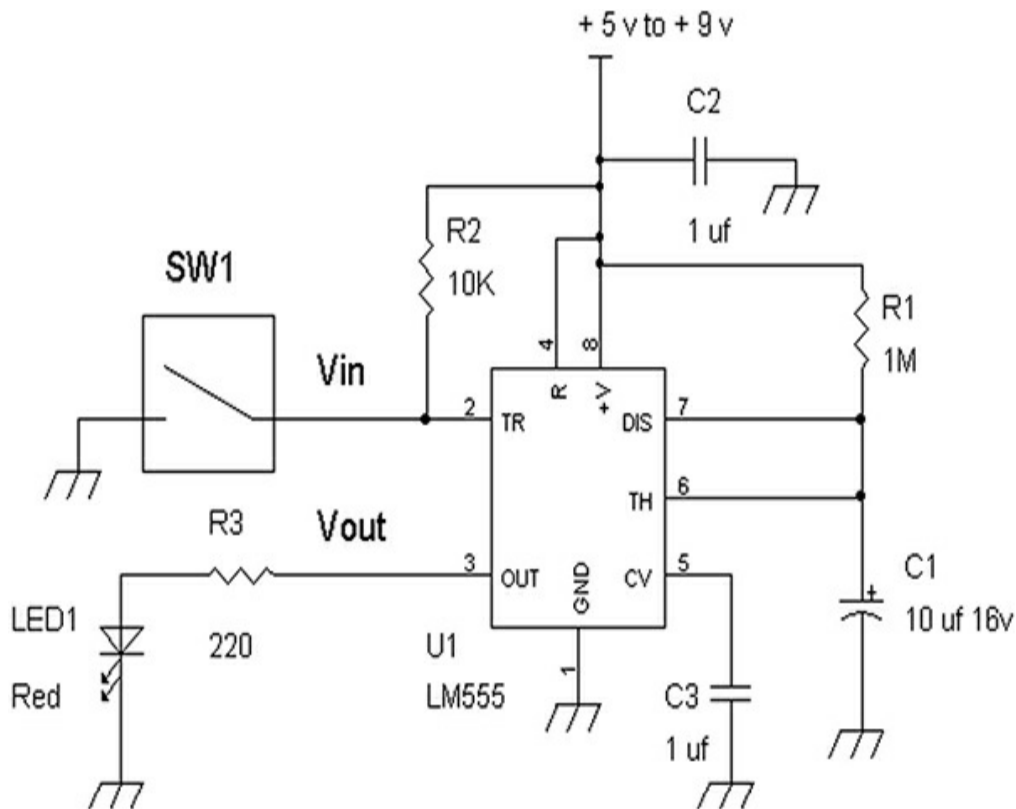 + 5 v to + 9 v
C2
1 uf
R2
10K
SW1
Vin
R1
1M
4
8
R
+V
2
TR
DIS
7
TH
6
R3
Vout
3
OUT
GND
CV
5
C1
10 uf 16v
+
LED1
Red
220
U1
LM555
1
C3
1 uf